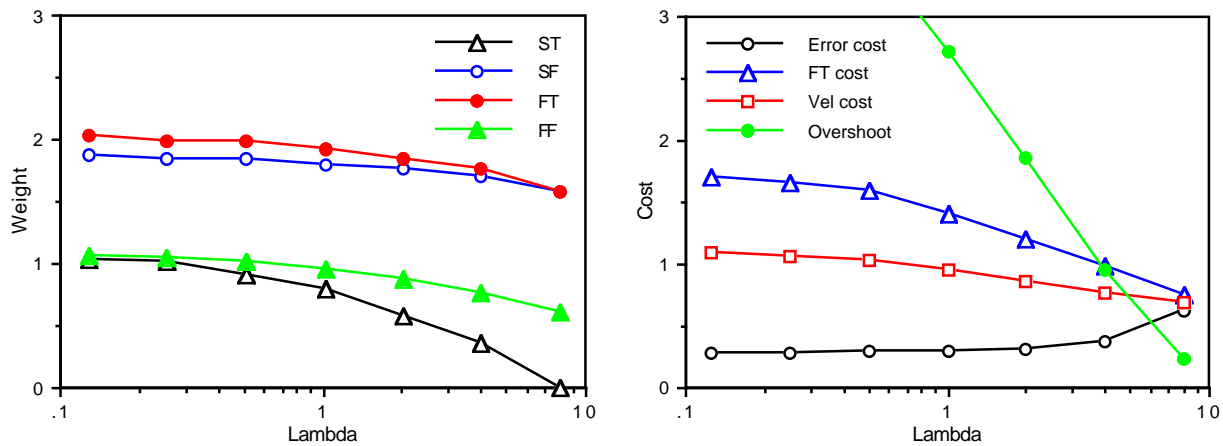 3
2
1
0
Weight
.1
1
10
Lambda
ST
SF
FT
FF
3
2
1
0
Cost
.1
1
10
Lambda
Error cost
FT cost
Vel cost
Overshoot